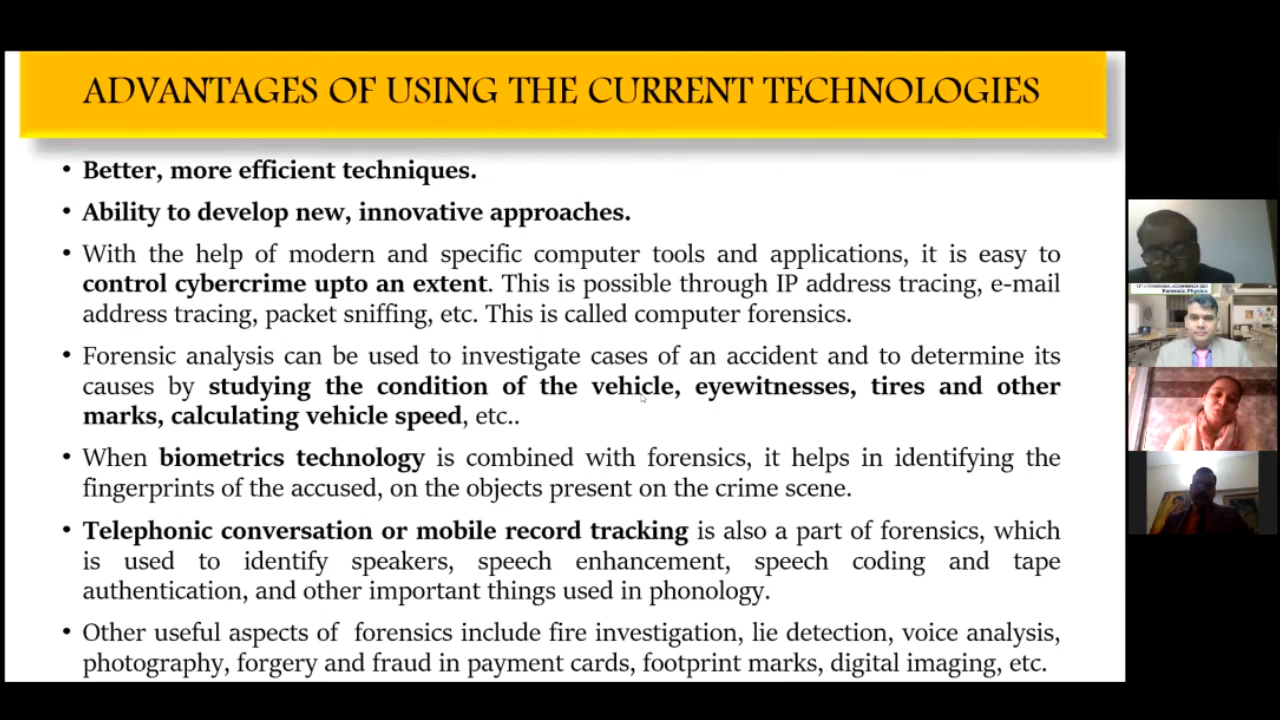 ADVANTAGES OF USING THE CURRENT TECHNOLOGIES
• Better, more efficient techniques.
• Ability to develop new, innovative approaches.
• With the help of modern and specific computer tools and applications, it is easy to
control cybercrime upto an extent. This is possible through IP address tracing, e-mail
address tracing, packet sniffing, etc. This is called computer forensics.
• Forensic analysis can be used to investigate cases of an accident and to determine its
causes by studying the condition of the vehicle, eyewitnesses, tires and other
marks, calculating vehicle speed, etc..
• When biometrics technology is combined with forensics, it helps in identifying the
fingerprints of the accused, on the objects present on the crime scene.
• Telephonic conversation or mobile record tracking is also a part of forensics, which
is used to identify speakers, speech enhancement, speech coding and tape
authentication, and other important things used in phonology.
• Other useful aspects of forensics include fire investigation, lie detection, voice analysis,
photography, forgery and fraud in payment cards, footprint marks, digital imaging, etc.
Forensic Physics